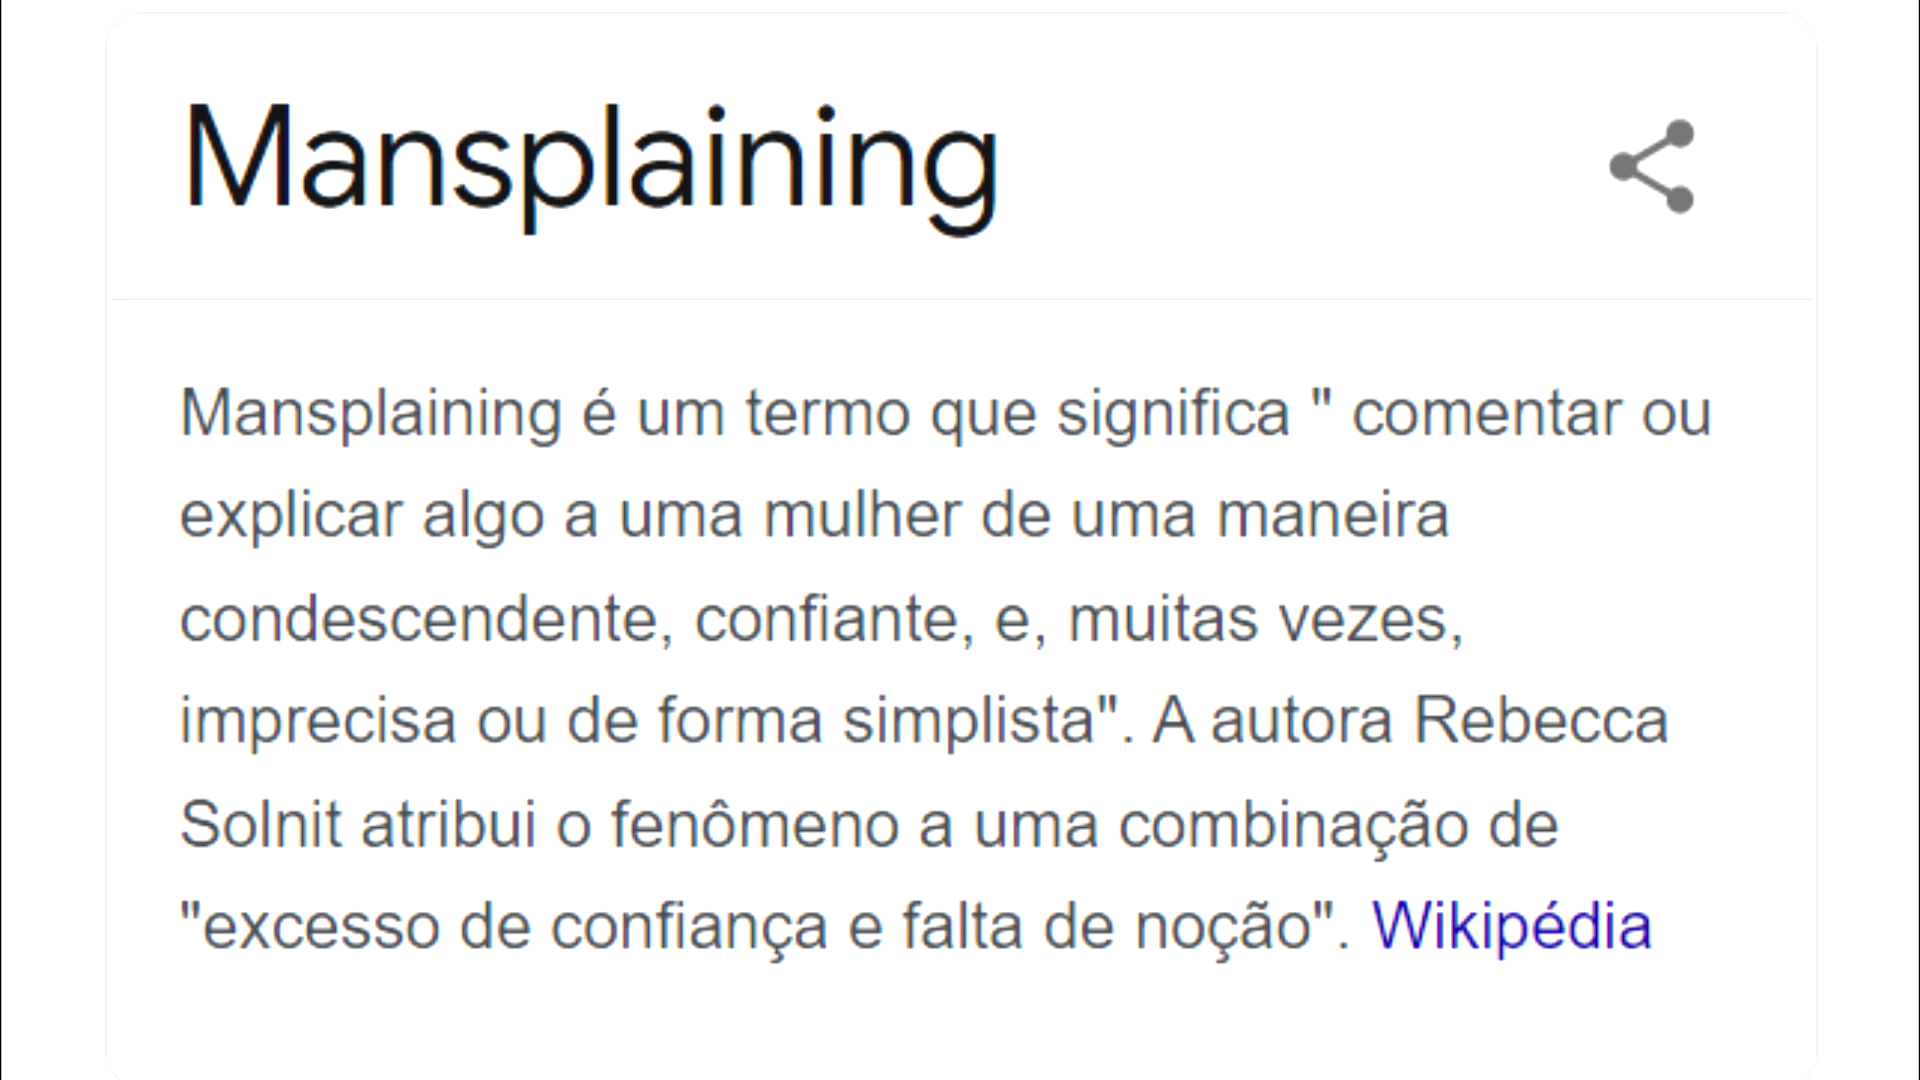 Mansplaining
Mansplaining é um termo que significa " comentar ou
explicar algo a uma mulher de uma maneira
condescendente, confiante, e, muitas vezes,
imprecisa ou de forma simplista". A autora Rebecca
Solnit atribui o fenômeno a uma combinação de
"excesso de confiança e falta de noção". Wikipédia